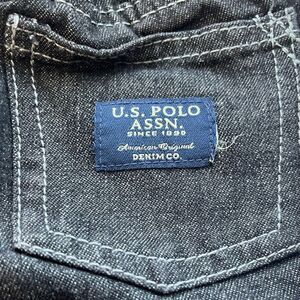 U.S. POLO
ASSN.
SINCE 1890
American Original
DENIM CO.